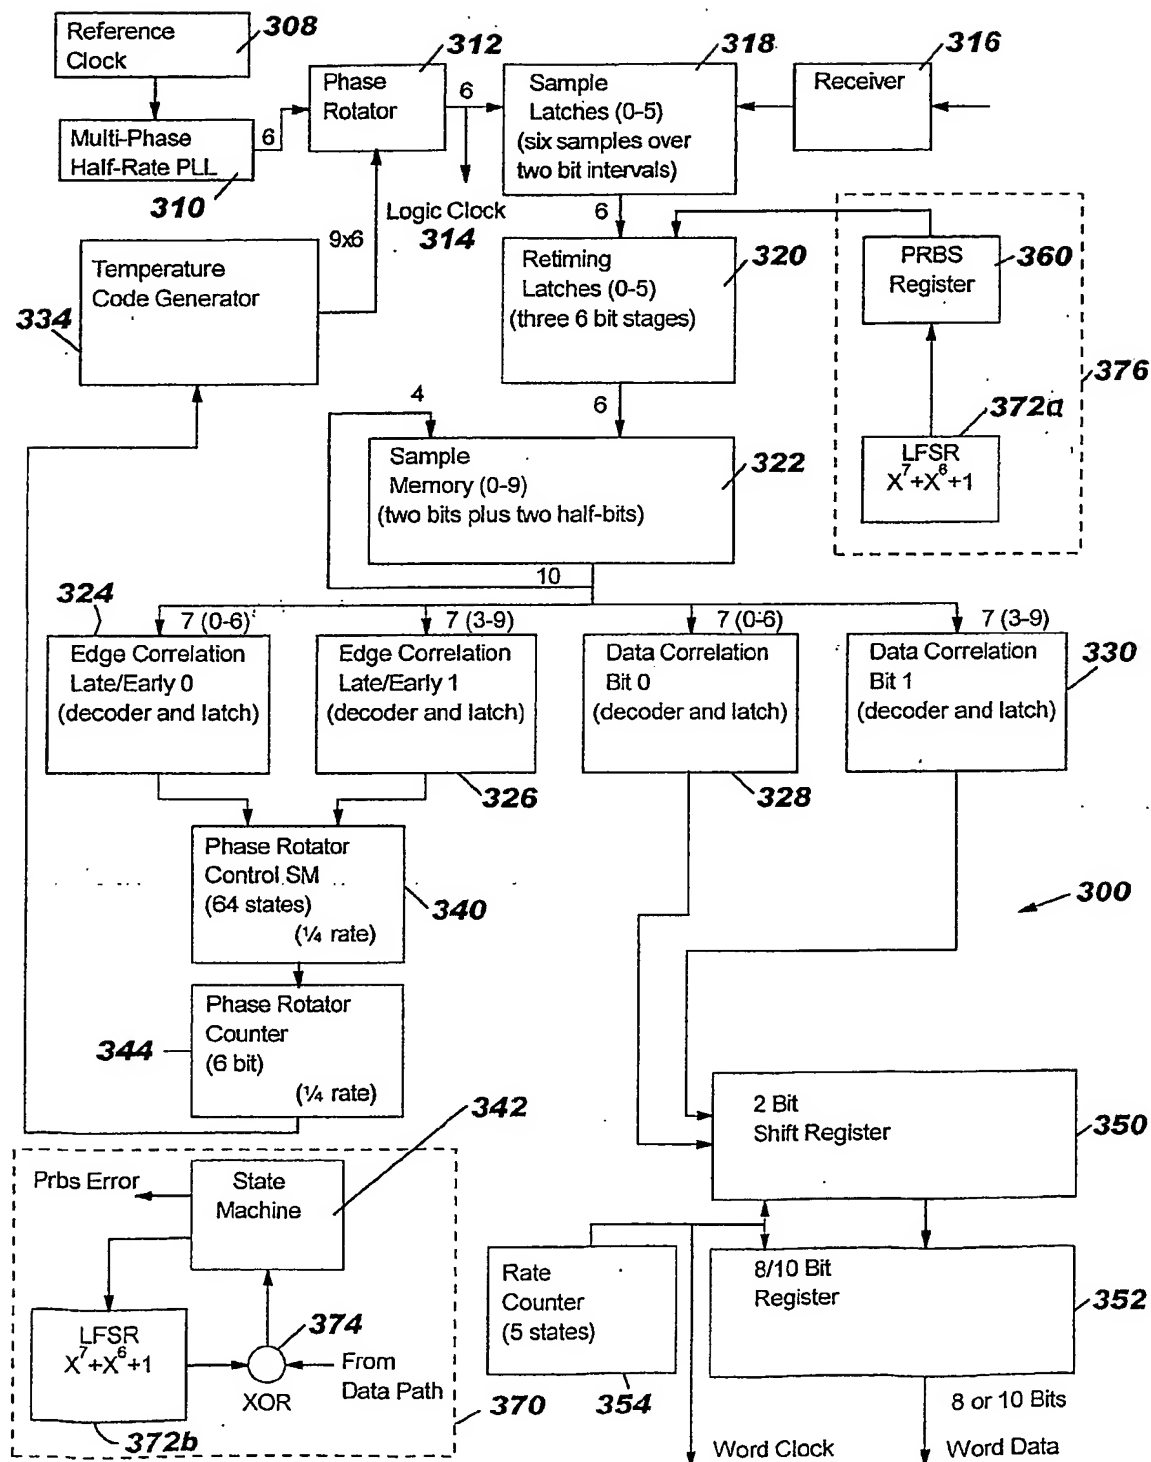 Reference
Clock
308
Multi-Phase
Half-Rate PLL
310
6
Phase
Rotator
312
6
Logic Clock
314
Sample
Latches (0-5)
(six samples over
two bit intervals)
318
Receiver
316
6
9x6
Temperature
Code Generator
334
Retiming
Latches (0-5)
(three 6 bit stages)
320
PRBS
Register
360
376
372a
LFSR
X^7+X^6+1
4
6
Sample
Memory (0-9)
(two bits plus two half-bits)
322
10
324
7 (0-6)
7 (3-9)
7 (0-6)
7 (3-9)
Edge Correlation
Late/Early 0
(decoder and latch)
Edge Correlation
Late/Early 1
(decoder and latch)
326
Data Correlation
Bit 0
(decoder and latch)
328
Data Correlation
Bit 1
(decoder and latch)
330
Phase Rotator
Control SM
(64 states)
(¼ rate)
340
300
Phase Rotator
Counter
(6 bit)
(¼ rate)
344
342
2 Bit
Shift Register
350
Prbs Error
State
Machine
Rate
Counter
(5 states)
354
8/10 Bit
Register
352
LFSR
X^7+X^6+1
372b
374
XOR
From
Data Path
370
8 or 10 Bits
Word Clock
Word Data